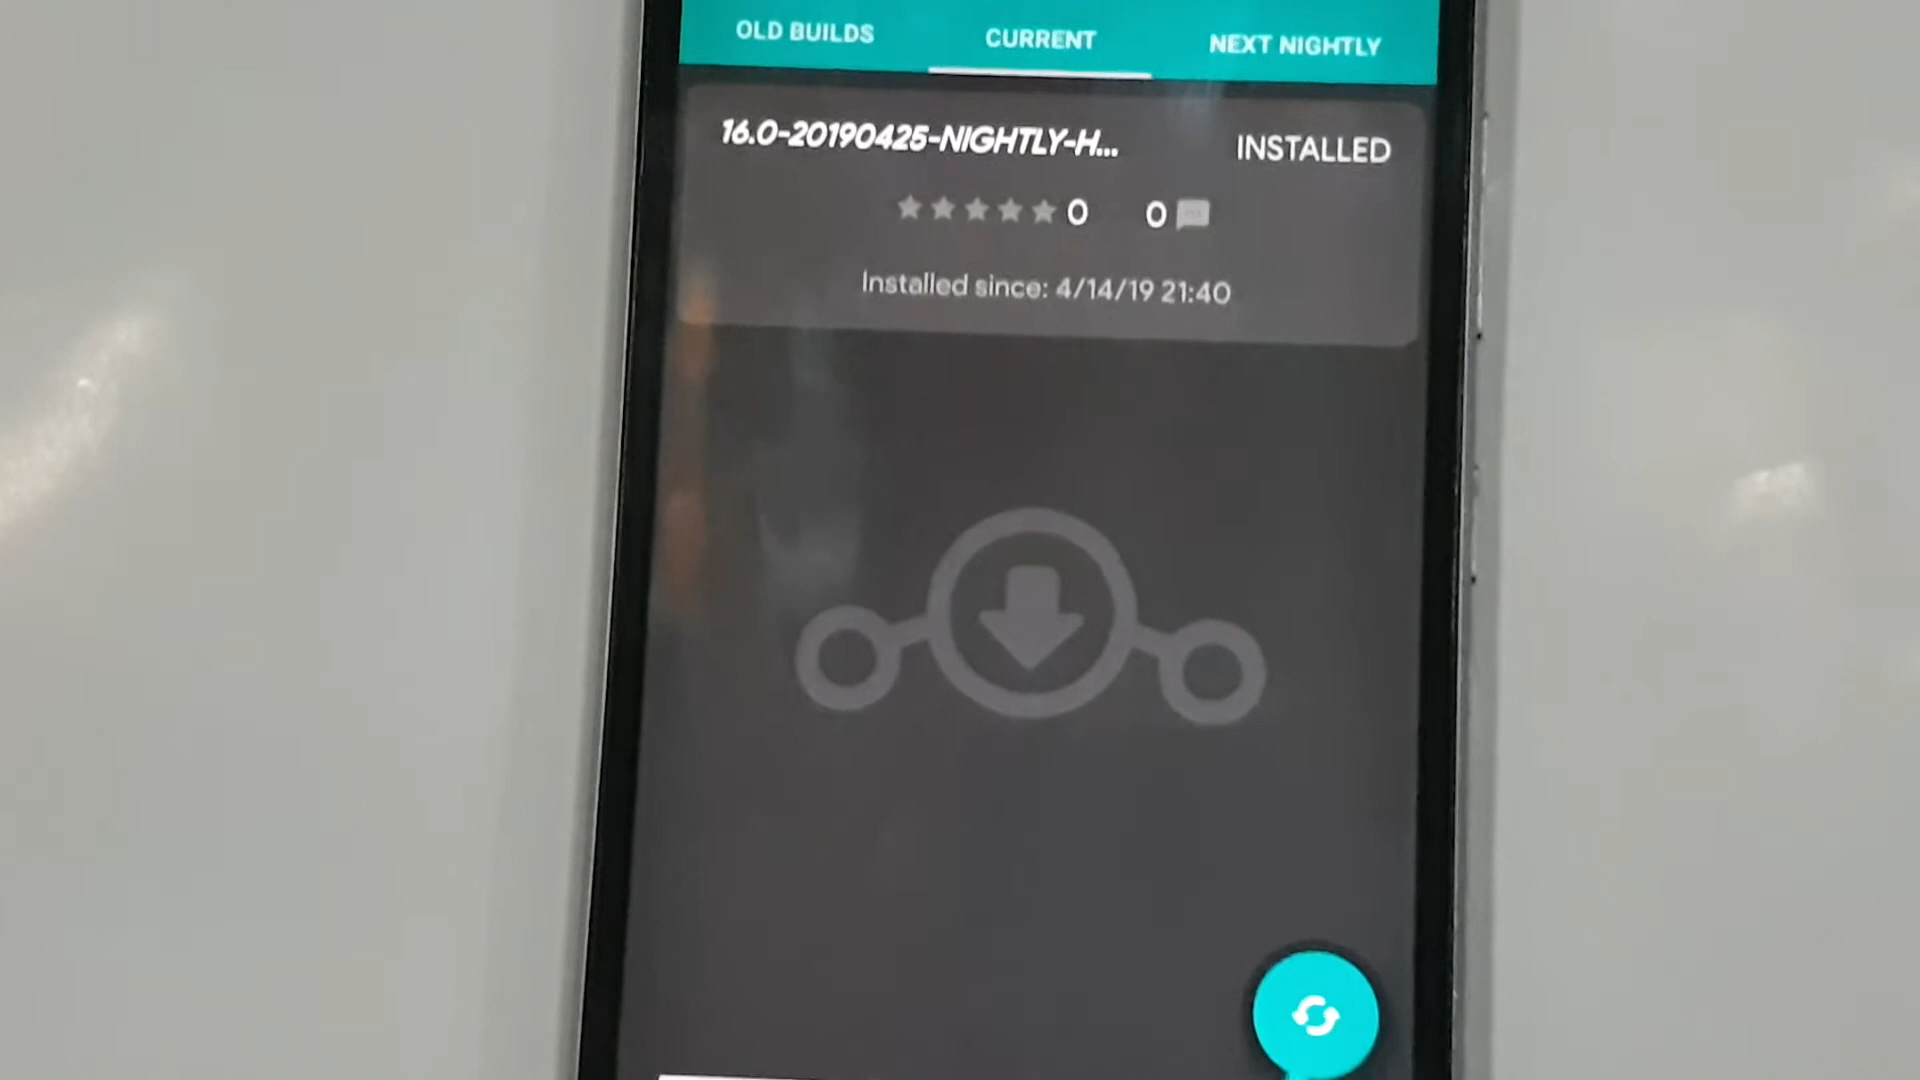 OLD BUILDS CURRENT NEXT NIGHTLY
16.0-20190425-NIGHTLY-H... INSTALLED
0 0
Installed since: 4/14/19 21:40